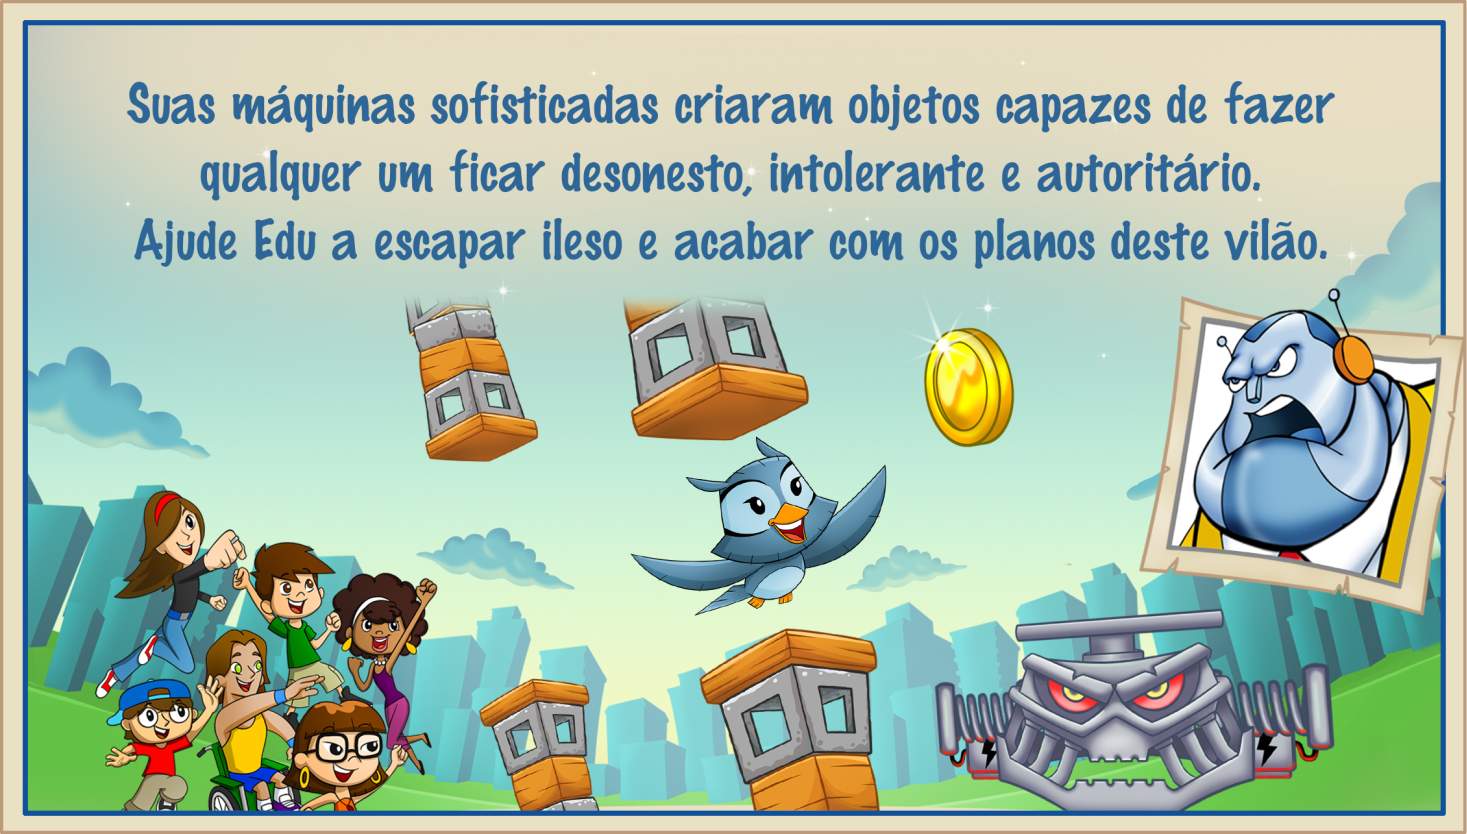 Suas máquinas sofisticadas criaram objetos capazes de fazer
qualquer um ficar desonesto, intolerante e autoritário.
Ajude Edu a escapar ileso e acabar com os planos deste vilão.